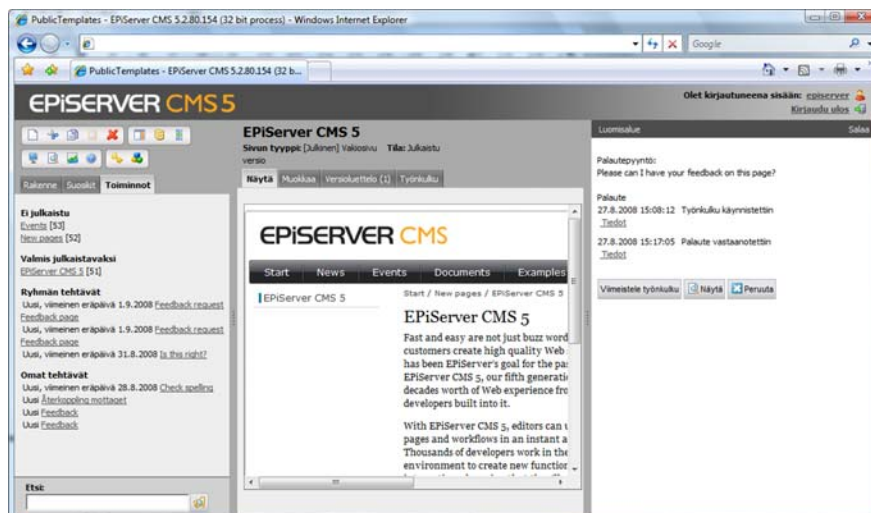 PublicTemplates - EPiServer CMS 5.2.80.154 (32 bit process) - Windows Internet Explorer
Google
PublicTemplates - EPiServer CMS 5.2.80.154 (32 b...
EPiSERVER CMS 5
Olet kirjautuneena sisään: episerver
Kirjaudu ulos
Rakenne Suosikit Toiminnot
Ei julkaistu
Events [53]
New pages [52]
Valmis julkaistavaksi
EPiServer CMS 5 [51]
Ryhmän tehtävät
Uusi, viimeinen eräpäivä 1.9.2008 Feedback request
Feedback page
Uusi, viimeinen eräpäivä 1.9.2008 Feedback request
Feedback page
Uusi, viimeinen eräpäivä 31.8.2008 Is this right?
Omat tehtävät
Uusi, viimeinen eräpäivä 28.8.2008 Check spelling
Uusi Återkoppling mottaget
Uusi Feedback
Uusi Feedback
Etsi:
EPiServer CMS 5
Sivun tyyppi: [Julkinen] Vakiosivu Tila: Julkaistu
versio
Näytä Muokkaa Versioluettelo (1) Työnkulku
EPiSERVER CMS
Start News Events Documents Examples
EPiServer CMS 5
Start / New pages / EPiServer CMS 5
EPiServer CMS 5
Fast and easy are not just buzz word
customers create high quality Web
has been EPiServer's goal for the pas
EPiServer CMS 5, our fifth generatio
decades worth of Web experience fro
developers built into it.
With EPiServer CMS 5, editors can u
pages and workflows in an instant a
Thousands of developers work in the
environment to create new function
Luomisalue Salaa
Palautepyyntö:
Please can I have your feedback on this page?
Palaute
27.8.2008 15:08:12 Työnkulku käynnistettiin
Tiedot
27.8.2008 15:17:05 Palaute vastaanotettiin
Tiedot
Viimeistele työnkulku Näytä Peruuta